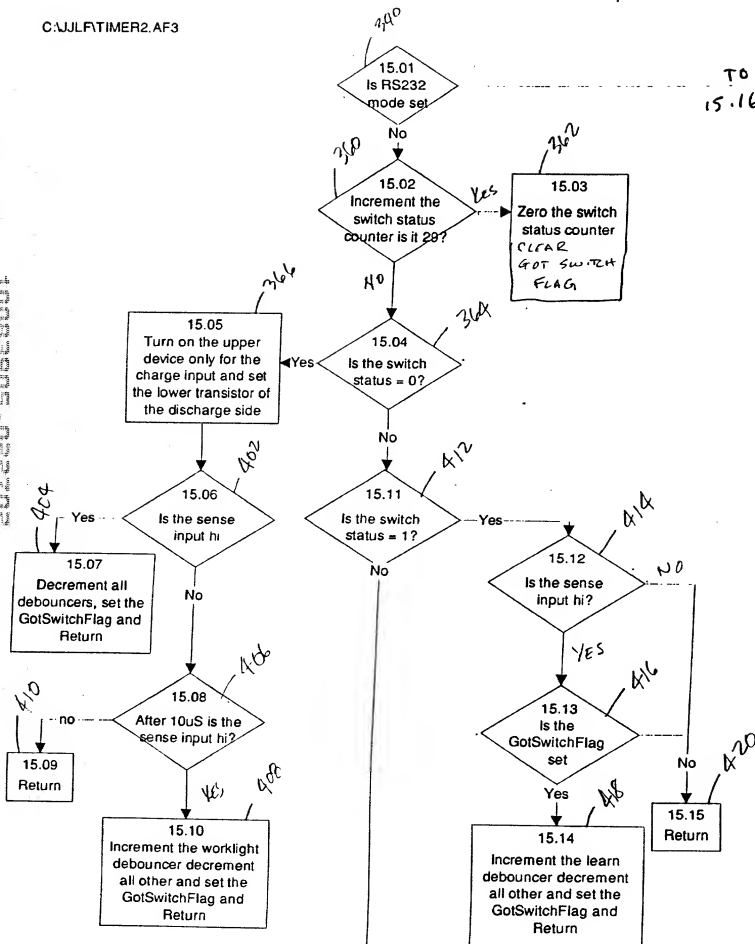 C:\JJLF\TIMER2.AF3
340
15.01
Is RS232
mode set
TO
15.16
No
360
15.02
Increment the
switch status
counter is it 29?
Yes
362
15.03
Zero the switch
status counter
CLEAR
GOT SWITCH
FLAG
NO
366
15.05
Turn on the upper
device only for the
charge input and set
the lower transistor of
the discharge side
Yes
364
15.04
Is the switch
status = 0?
No
402
15.06
Is the sense
input hi
Yes
404
15.07
Decrement all
debouncers, set the
GotSwitchFlag and
Return
No
412
15.11
Is the switch
status = 1?
Yes
No
414
15.12
Is the sense
input hi?
NO
YES
406
15.08
After 10uS is the
sense input hi?
no
410
15.09
Return
Yes
408
15.10
Increment the worklight
debouncer decrement
all other and set the
GotSwitchFlag and
Return
416
15.13
Is the
GotSwitchFlag
set
No
420
15.15
Return
Yes
418
15.14
Increment the learn
debouncer decrement
all other and set the
GotSwitchFlag and
Return